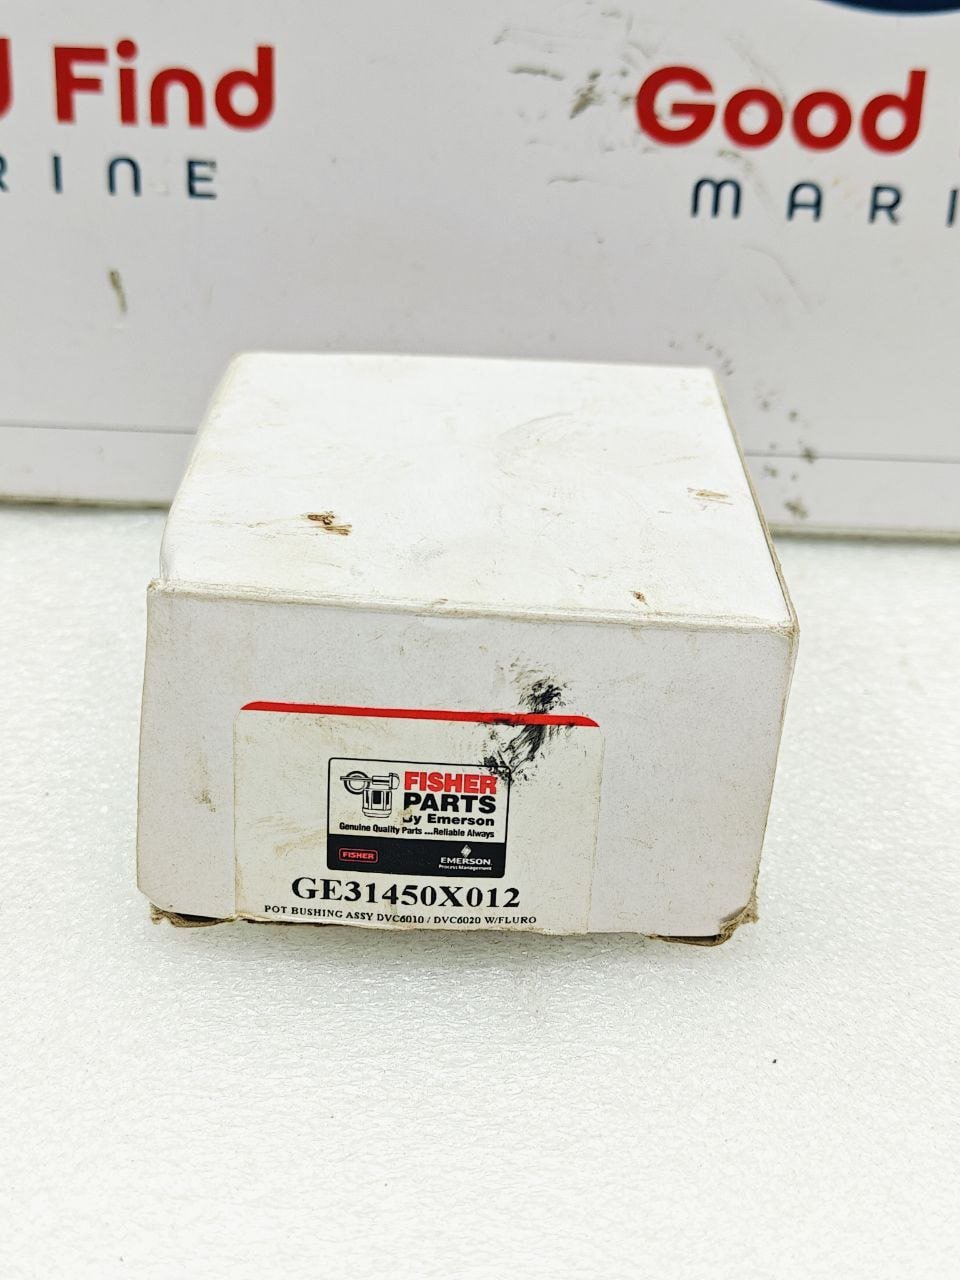 Find
RINE
Good
MARI
FISHER
PARTS
By Emerson
Genuine Quality Parts ...Reliable Always
FISHER
EMERSON
Process Management
GE31450X012
POT BUSHING ASSY DVC6010 / DVC6020 W/FLURO